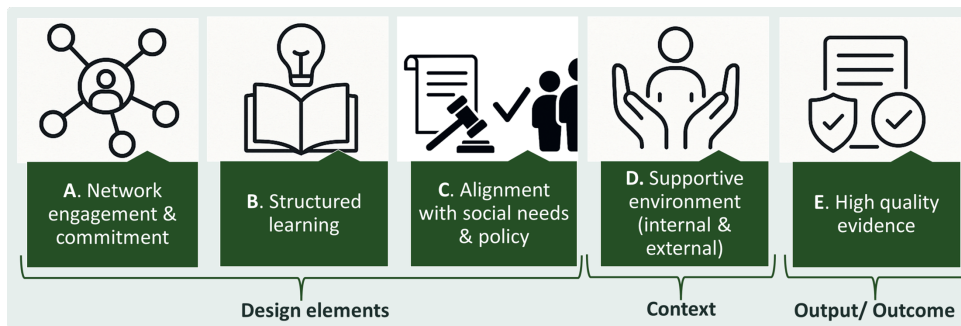 A. Network
engagement &
commitment
B. Structured
learning
C. Alignment
with social needs
& policy
D. Supportive
environment
(internal &
external)
E. High quality
evidence
Design elements
Context
Output/ Outcome